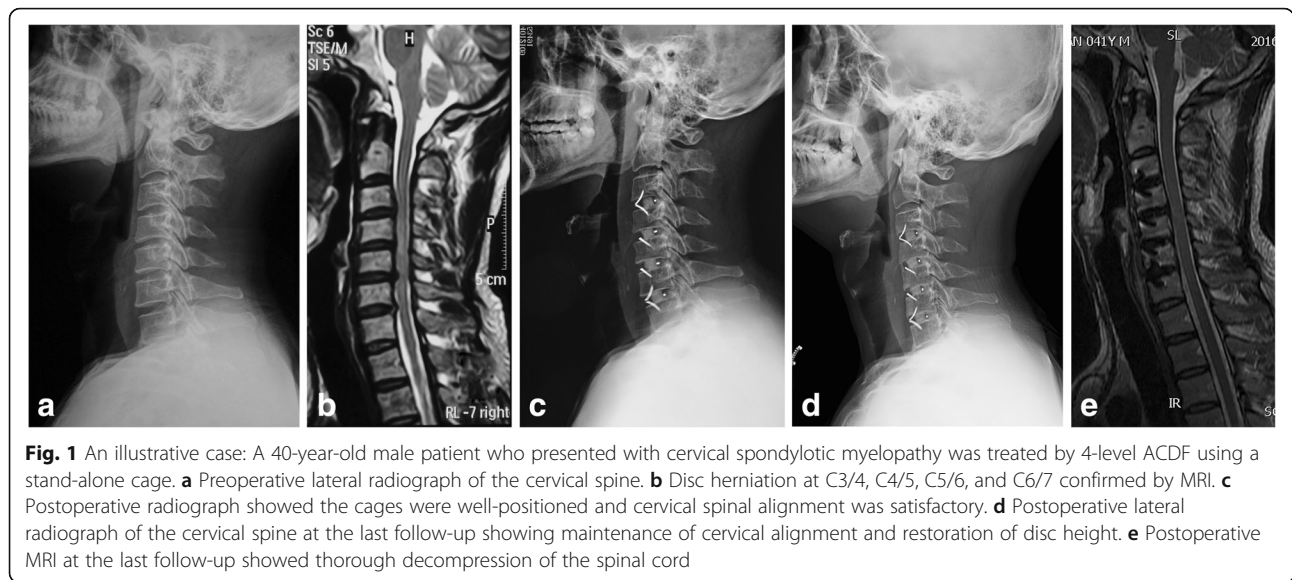 Sc 6
TSE/M
SI 5
H
P
5 cm
RL -7 right
AN 041Y M
SL
2016
IR
a
b
c
d
e
Fig. 1 An illustrative case: A 40-year-old male patient who presented with cervical spondylotic myelopathy was treated by 4-level ACDF using a
stand-alone cage. a Preoperative lateral radiograph of the cervical spine. b Disc herniation at C3/4, C4/5, C5/6, and C6/7 confirmed by MRI. c
Postoperative radiograph showed the cages were well-positioned and cervical spinal alignment was satisfactory. d Postoperative lateral
radiograph of the cervical spine at the last follow-up showing maintenance of cervical alignment and restoration of disc height. e Postoperative
MRI at the last follow-up showed thorough decompression of the spinal cord